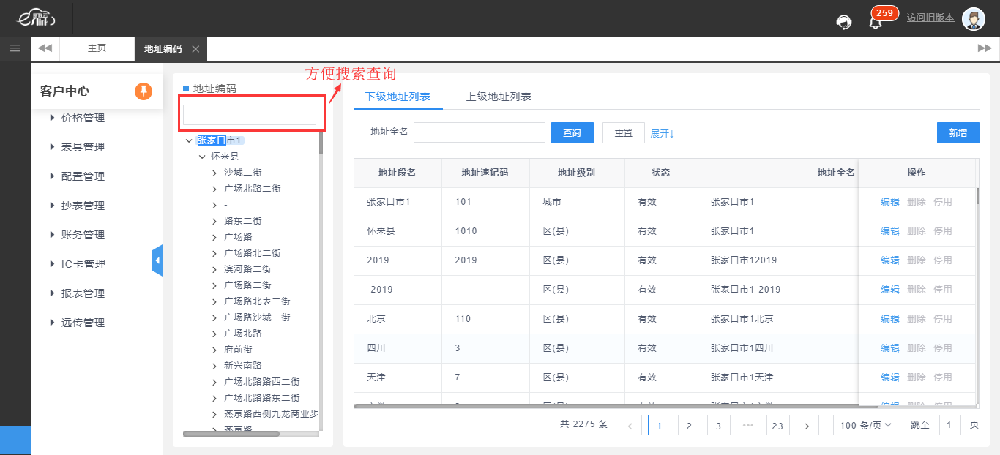 易联云
eslink
259
访问旧版本
主页
地址编码
客户中心
价格管理
表具管理
配置管理
抄表管理
账务管理
IC卡管理
报表管理
远传管理
地址编码
方便搜索查询
张家口市1
怀来县
沙城二街
广场北路二街
-
路东二街
广场路
广场路北二街
滨河路二街
广场路二街
广场路北表二街
广场路沙城二街
广场北路
府前街
新兴南路
广场北路路西二街
广场北路路东二街
燕京路西侧九龙商业步
燕京路
下级地址列表 上级地址列表
地址全名 查询 重置 展开↓ 新增
地址段名 地址速记码 地址级别 状态 地址全名 操作
张家口市1 101 城市 有效 张家口市1 编辑 删除 停用
怀来县 1010 区(县) 有效 张家口市1 编辑 删除 停用
2019 2019 区(县) 有效 张家口市12019 编辑 删除 停用
-2019 区(县) 有效 张家口市1-2019 编辑 删除 停用
北京 110 区(县) 有效 张家口市1北京 编辑 删除 停用
四川 3 区(县) 有效 张家口市1四川 编辑 删除 停用
天津 7 区(县) 有效 张家口市1天津 编辑 删除 停用
共 2275 条 < 1 2 3 ••• 23 > 100 条/页 跳至 1 页